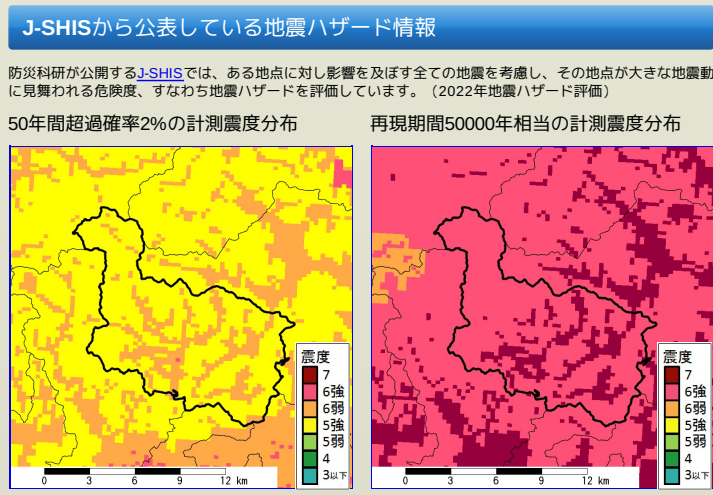 J-SHISから公表している地震ハザード情報
防災科研が公開するJ-SHISでは、ある地点に対し影響を及ぼす全ての地震を考慮し、その地点が大きな地震動
に見舞われる危険度、すなわち地震ハザードを評価しています。（2022年地震ハザード評価）
50年間超過確率2%の計測震度分布
再現期間50000年相当の計測震度分布
震度
7
6強
6弱
5強
5弱
4
3以下
0 3 6 9 12 km
震度
7
6強
6弱
5強
5弱
4
3以下
0 3 6 9 12 km